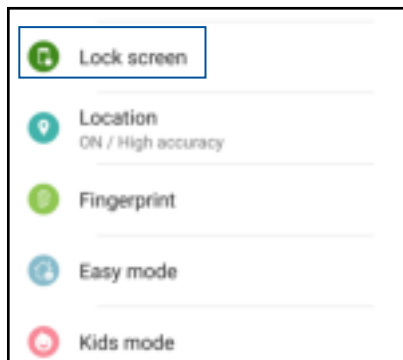 Lock screen
Location
ON / High accuracy
Fingerprint
Easy mode
Kids mode